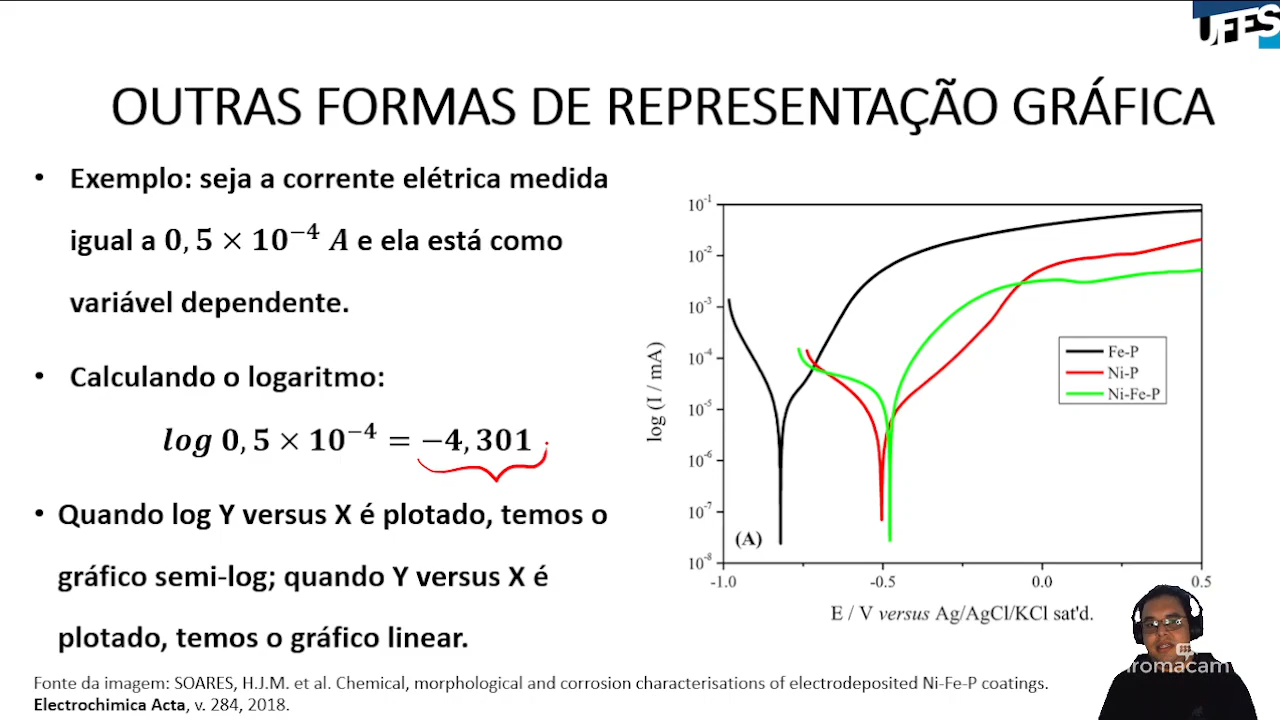 UFES
OUTRAS FORMAS DE REPRESENTAÇÃO GRÁFICA
• Exemplo: seja a corrente elétrica medida
igual a 0,5 × 10⁻⁴ A e ela está como
variável dependente.
• Calculando o logaritmo:
log 0,5 × 10⁻⁴ = −4,301
• Quando log Y versus X é plotado, temos o
gráfico semi-log; quando Y versus X é
plotado, temos o gráfico linear.
log (I / mA)
10⁻¹
10⁻²
10⁻³
10⁻⁴
10⁻⁵
10⁻⁶
10⁻⁷
10⁻⁸
Fe-P
Ni-P
Ni-Fe-P
(A)
-1.0 -0.5 0.0 0.5
E / V versus Ag/AgCl/KCl sat'd.
Fonte da imagem: SOARES, H.J.M. et al. Chemical, morphological and corrosion characterisations of electrodeposited Ni-Fe-P coatings.
Electrochimica Acta, v. 284, 2018.
romacam